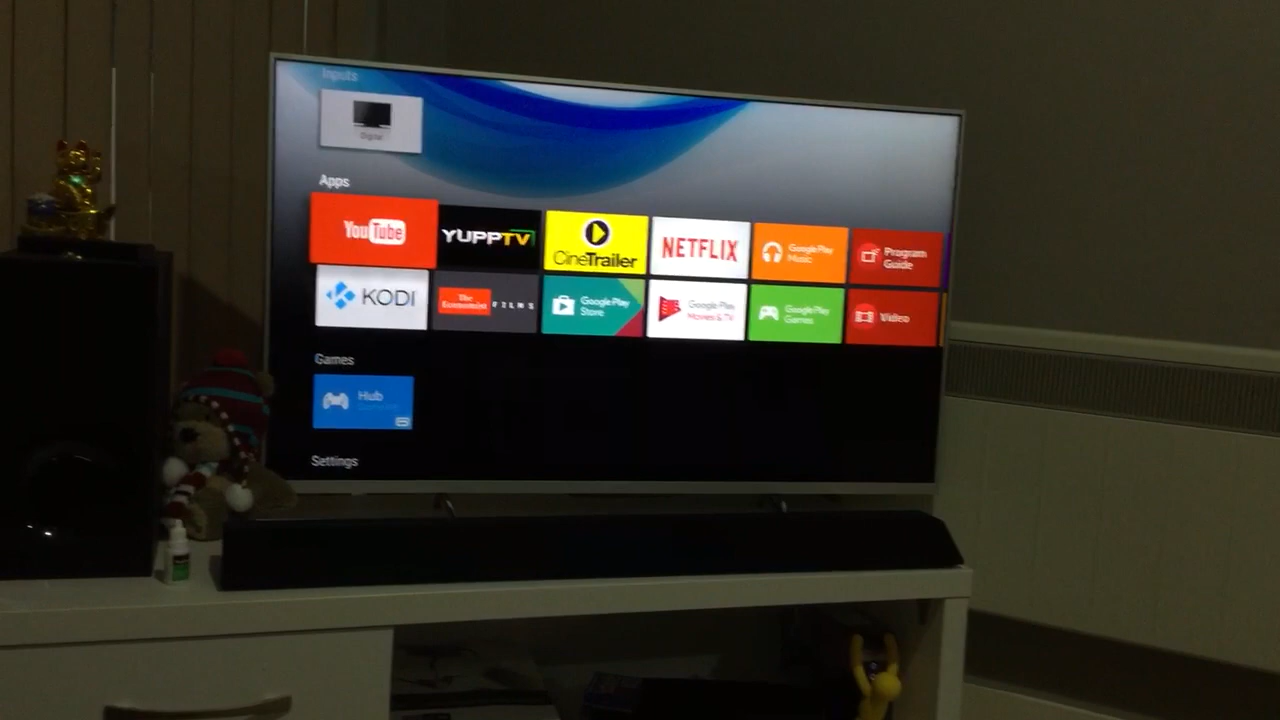 Inputs
Digital
Apps
YouTube
YUPPTV
CineTrailer
NETFLIX
Google Play
Music
Program
Guide
KODI
The
Economist
FILMS
Google Play
Store
Google Play
Movies & TV
Google Play
Games
Video
Games
Hub
Settings